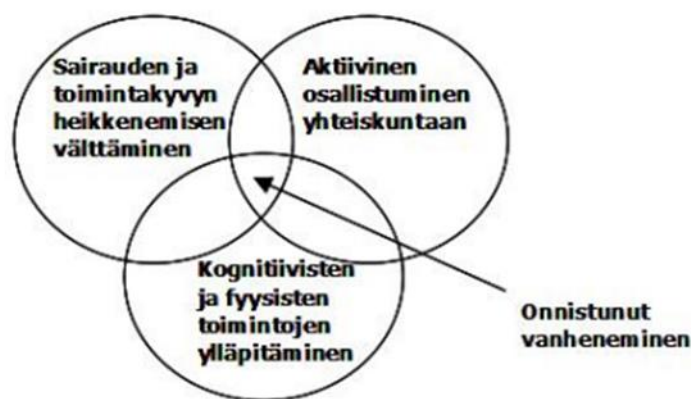 Sairauden ja
toimintakyvyn
heikkenemisen
välttäminen
Aktiivinen
osallistuminen
yhteiskuntaan
Kognitiivisten
ja fyysisten
toimintojen
ylläpitäminen
Onnistunut
vanheneminen